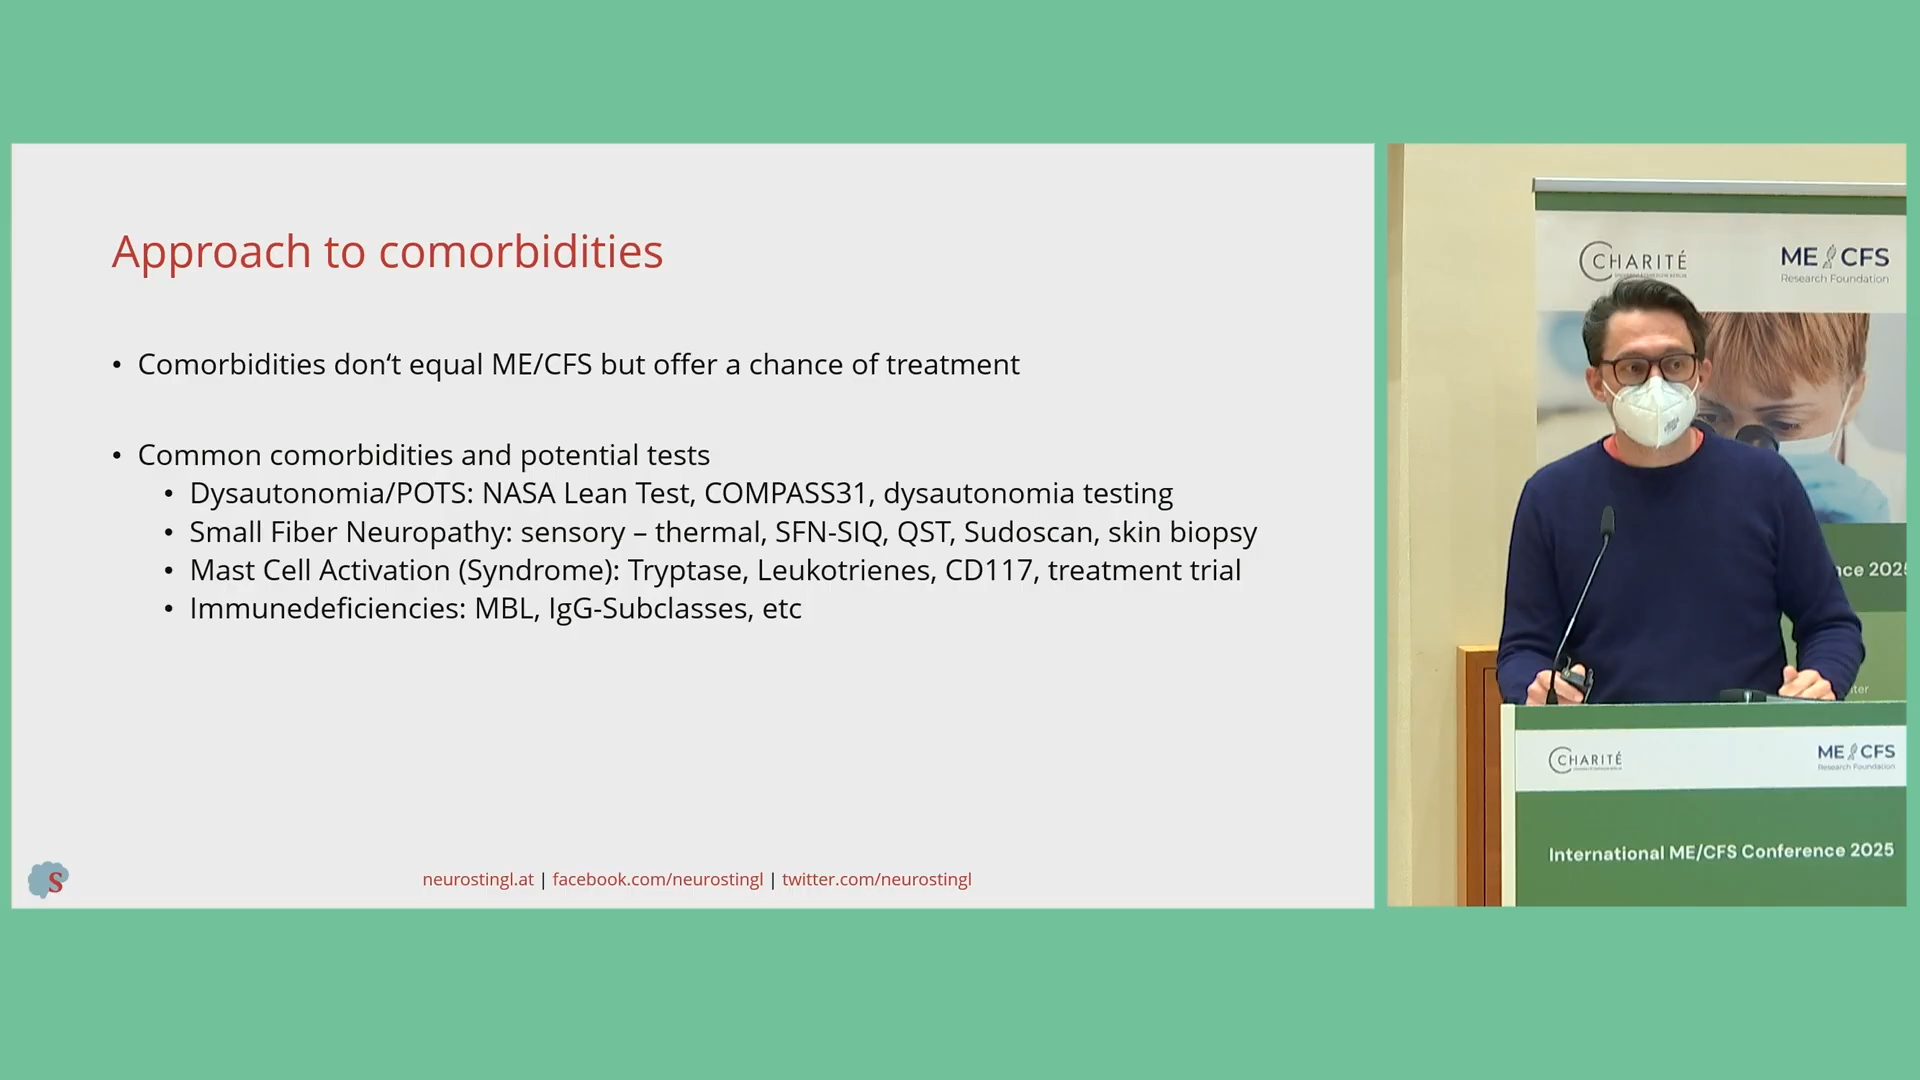 Approach to comorbidities
• Comorbidities don‘t equal ME/CFS but offer a chance of treatment
• Common comorbidities and potential tests
• Dysautonomia/POTS: NASA Lean Test, COMPASS31, dysautonomia testing
• Small Fiber Neuropathy: sensory – thermal, SFN-SIQ, QST, Sudoscan, skin biopsy
• Mast Cell Activation (Syndrome): Tryptase, Leukotrienes, CD117, treatment trial
• Immunedeficiencies: MBL, IgG-Subclasses, etc
S
neurostingl.at | facebook.com/neurostingl | twitter.com/neurostingl
CHARITÉ
ME CFS
Research Foundation
2025
CHARITÉ
ME CFS
Research Foundation
International ME/CFS Conference 2025